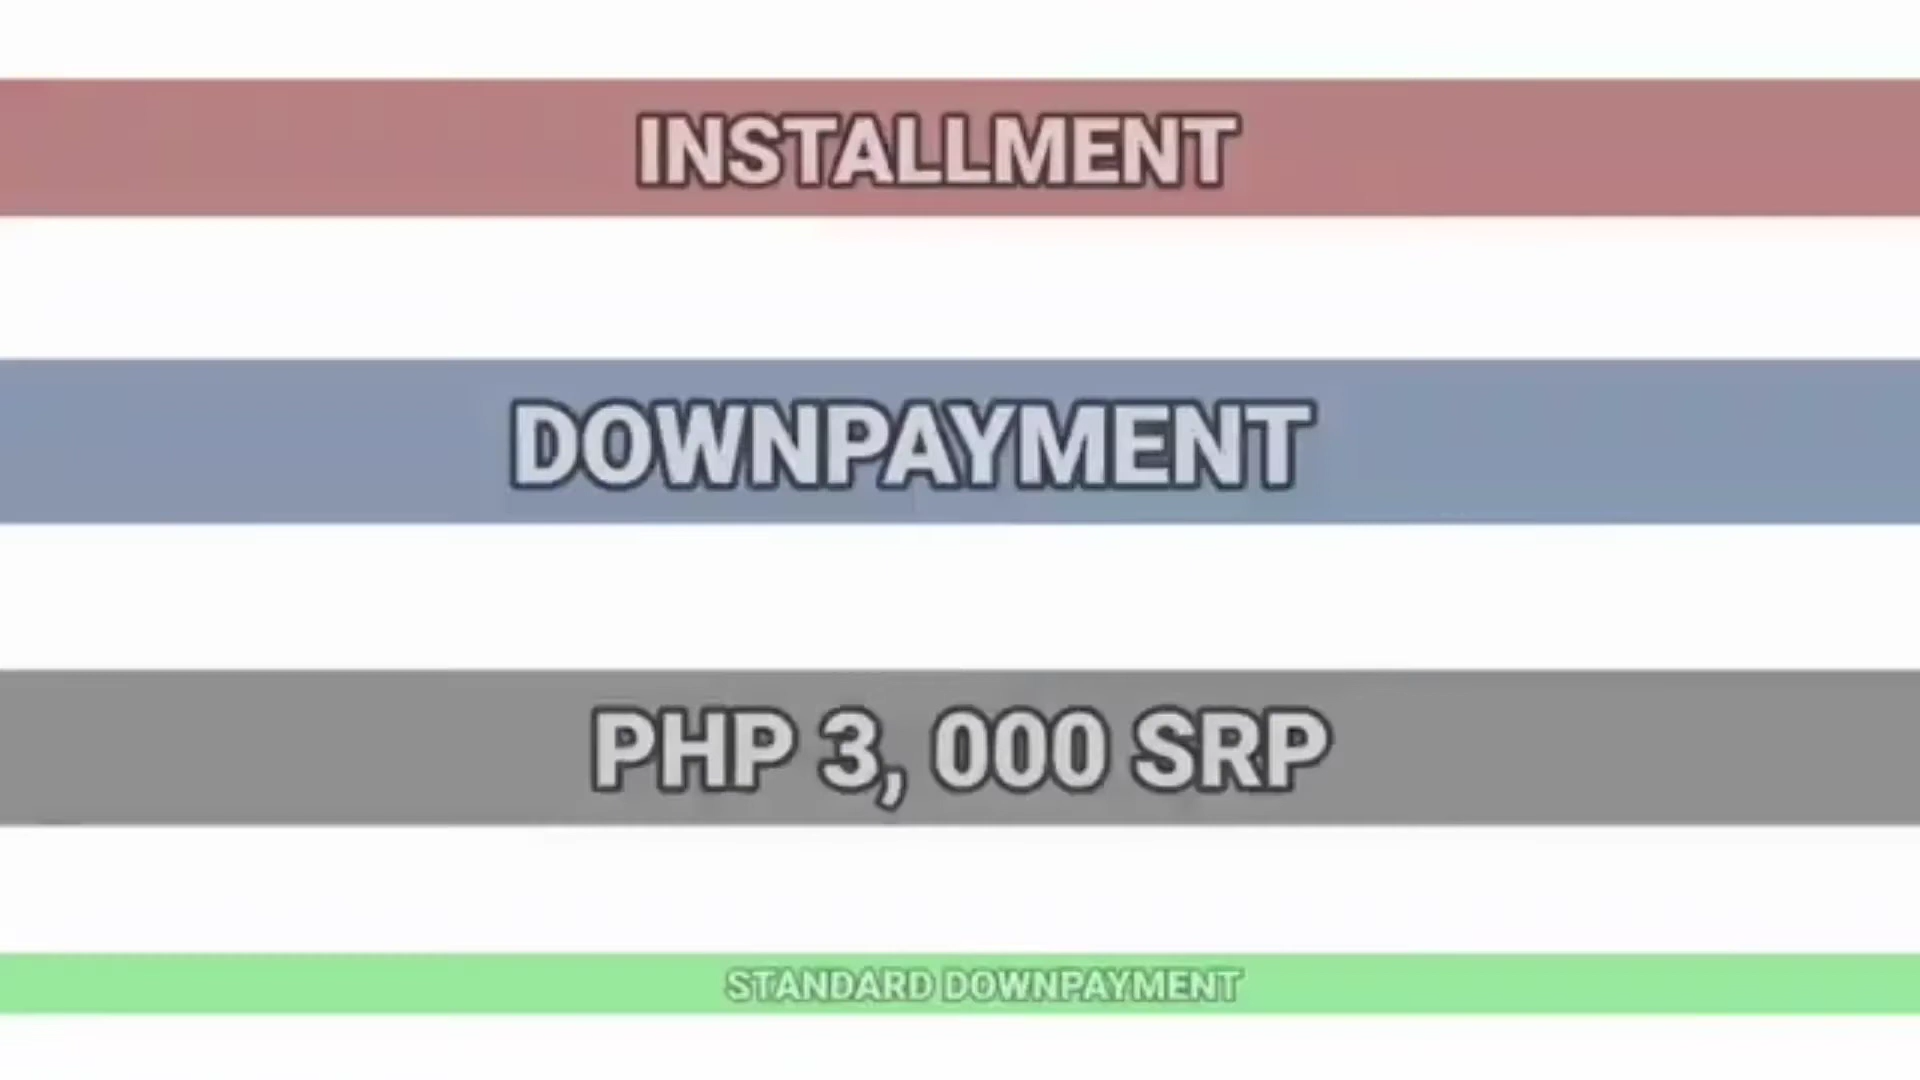 INSTALLMENT
DOWNPAYMENT
PHP 3, 000 SRP
STANDARD DOWNPAYMENT